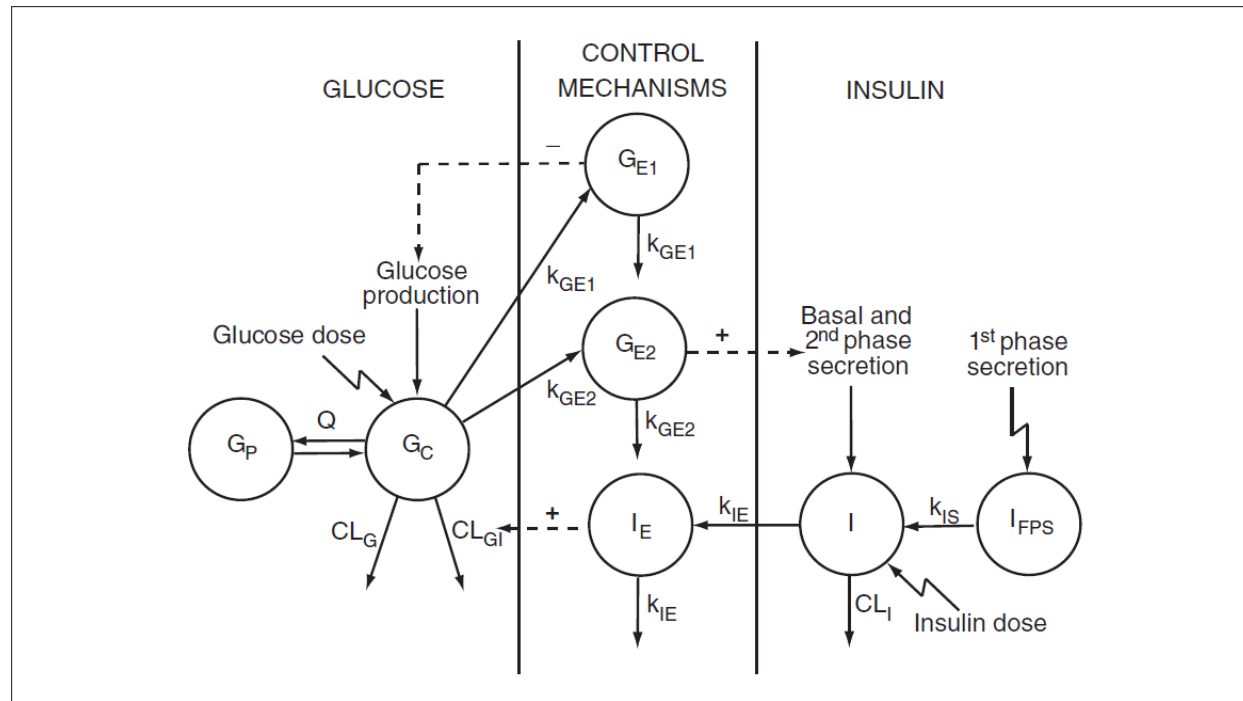 GLUCOSE
CONTROL
MECHANISMS
INSULIN
−
G_E1
k_GE1
Glucose
production
k_GE1
Glucose dose
G_E2
+
Basal and
2nd phase
secretion
1st phase
secretion
k_GE2
Q
G_P
G_C
k_GE2
CL_G
CL_GI
+
I_E
k_IE
I
k_IS
I_FPS
k_IE
CL_I
Insulin dose